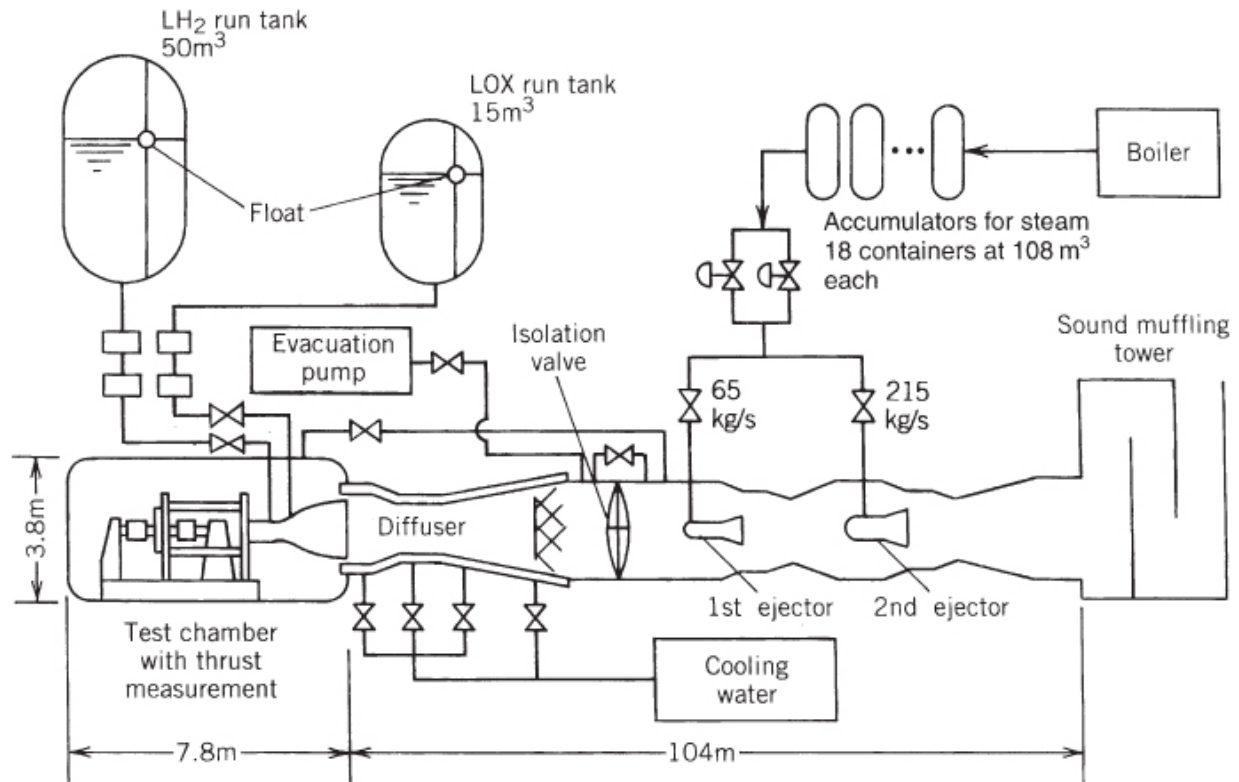 LH₂ run tank
50m³
LOX run tank
15m³
Float
Boiler
Accumulators for steam
18 containers at 108 m³
each
Evacuation
pump
Isolation
valve
Sound muffling
tower
65
kg/s
215
kg/s
3.8m
Diffuser
1st ejector
2nd ejector
Test chamber
with thrust
measurement
Cooling
water
7.8m
104m